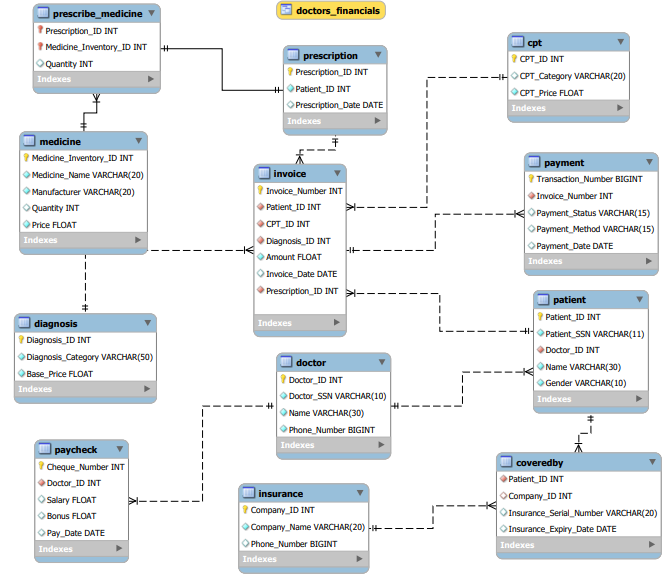 doctors_financials
prescribe_medicine
Prescription_ID INT
Medicine_Inventory_ID INT
Quantity INT
Indexes
prescription
Prescription_ID INT
Patient_ID INT
Prescription_Date DATE
Indexes
cpt
CPT_ID INT
CPT_Category VARCHAR(20)
CPT_Price FLOAT
Indexes
medicine
Medicine_Inventory_ID INT
Medicine_Name VARCHAR(20)
Manufacturer VARCHAR(20)
Quantity INT
Price FLOAT
Indexes
invoice
Invoice_Number INT
Patient_ID INT
CPT_ID INT
Diagnosis_ID INT
Amount FLOAT
Invoice_Date DATE
Prescription_ID INT
Indexes
payment
Transaction_Number BIGINT
Invoice_Number INT
Payment_Status VARCHAR(15)
Payment_Method VARCHAR(15)
Payment_Date DATE
Indexes
diagnosis
Diagnosis_ID INT
Diagnosis_Category VARCHAR(50)
Base_Price FLOAT
Indexes
doctor
Doctor_ID INT
Doctor_SSN VARCHAR(10)
Name VARCHAR(30)
Phone_Number BIGINT
Indexes
patient
Patient_ID INT
Patient_SSN VARCHAR(11)
Doctor_ID INT
Name VARCHAR(30)
Gender VARCHAR(10)
Indexes
paycheck
Cheque_Number INT
Doctor_ID INT
Salary FLOAT
Bonus FLOAT
Pay_Date DATE
Indexes
insurance
Company_ID INT
Company_Name VARCHAR(20)
Phone_Number BIGINT
Indexes
coveredby
Patient_ID INT
Company_ID INT
Insurance_Serial_Number VARCHAR(20)
Insurance_Expiry_Date DATE
Indexes